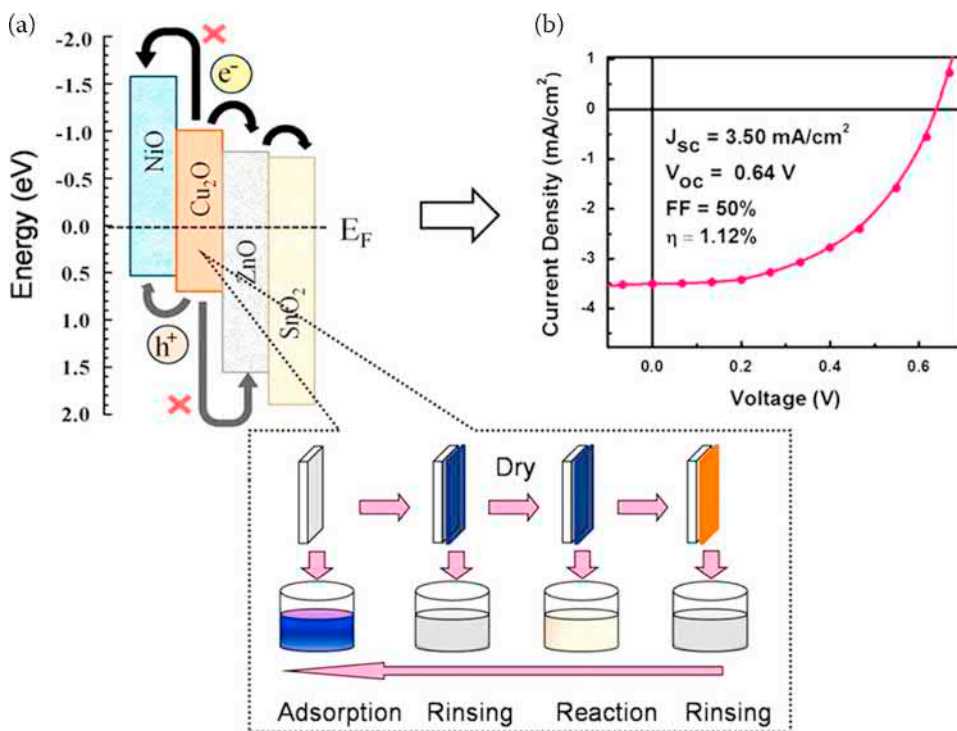 (a)
-2.0
-1.5
-1.0
-0.5
0.0
0.5
1.0
1.5
2.0
Energy (eV)
e⁻
NiO
Cu₂O
ZnO
SnO₂
E_F
h⁺
(b)
1
0
-1
-2
-3
-4
Current Density (mA/cm²)
J_SC = 3.50 mA/cm²
V_OC = 0.64 V
FF = 50%
η = 1.12%
0.0 0.2 0.4 0.6
Voltage (V)
Dry
Adsorption Rinsing Reaction Rinsing